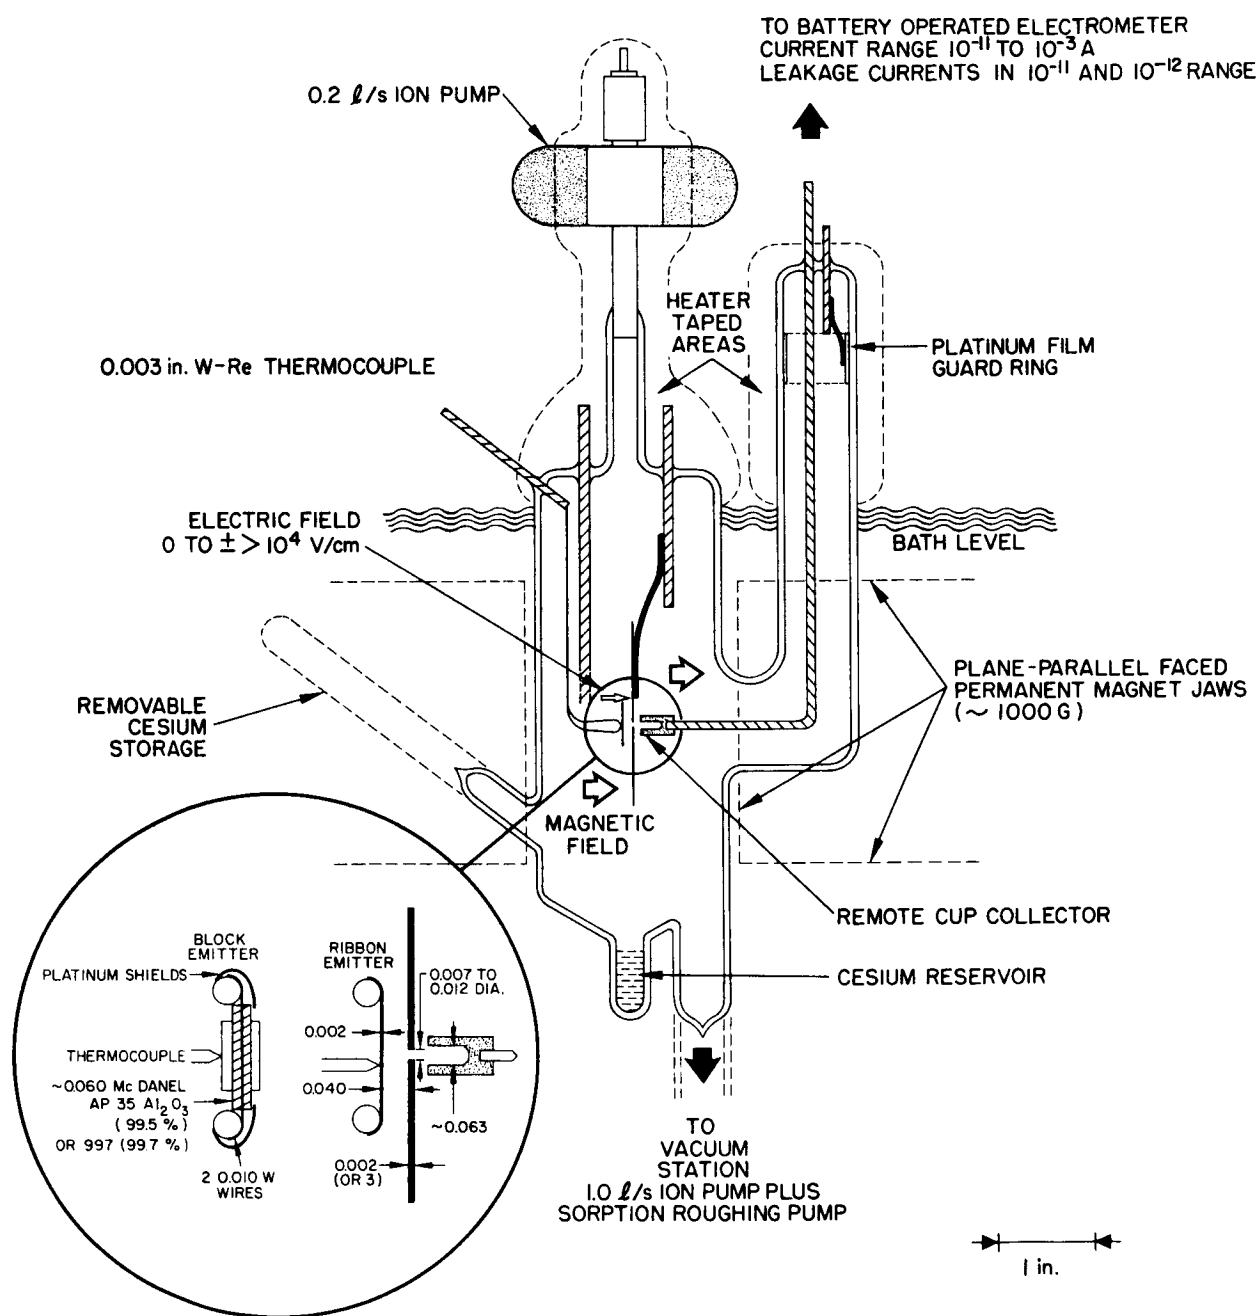 TO BATTERY OPERATED ELECTROMETER
CURRENT RANGE 10⁻¹¹ TO 10⁻³ A
LEAKAGE CURRENTS IN 10⁻¹¹ AND 10⁻¹² RANGE
0.2 ℓ/s ION PUMP
HEATER
TAPED
AREAS
PLATINUM FILM
GUARD RING
0.003 in. W-Re THERMOCOUPLE
ELECTRIC FIELD
0 TO ± > 10⁴ V/cm
BATH LEVEL
REMOVABLE
CESIUM
STORAGE
PLANE-PARALLEL FACED
PERMANENT MAGNET JAWS
(~ 1000 G)
MAGNETIC
FIELD
REMOTE CUP COLLECTOR
CESIUM RESERVOIR
BLOCK
EMITTER
PLATINUM SHIELDS
THERMOCOUPLE
~0.060 Mc DANEL
AP 35 Al₂O₃
(99.5 %)
OR 997 (99.7 %)
2 0.010 W
WIRES
RIBBON
EMITTER
0.007 TO
0.012 DIA.
0.002
0.040
~0.063
0.002
(OR 3)
TO
VACUUM
STATION
1.0 ℓ/s ION PUMP PLUS
SORPTION ROUGHING PUMP
1 in.